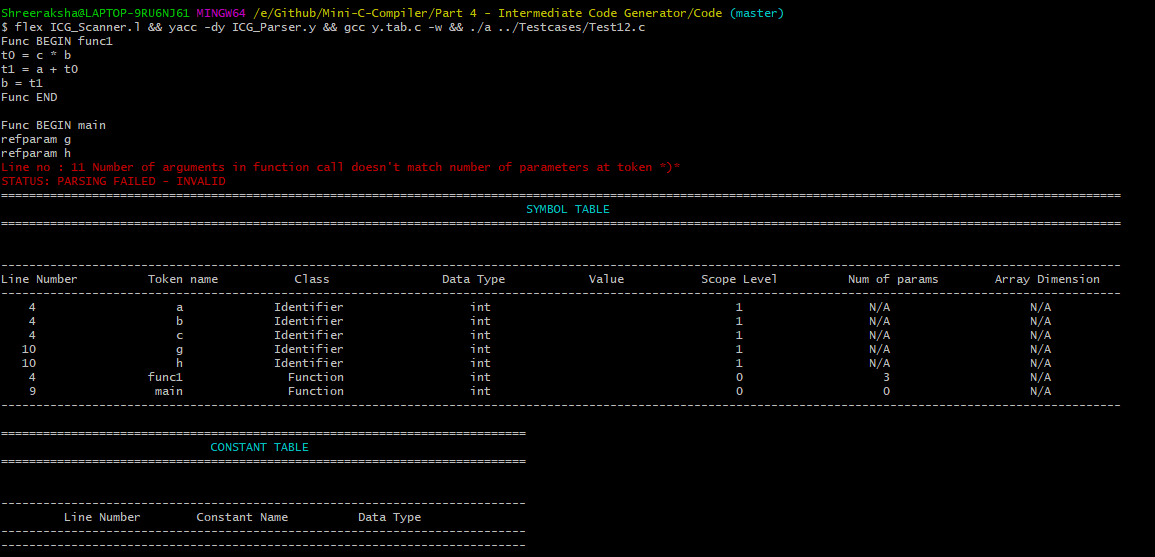 Shreeraksha@LAPTOP-9RU6NJ61 MINGW64 /e/Github/Mini-C-Compiler/Part 4 - Intermediate Code Generator/Code (master)
$ flex ICG_Scanner.l && yacc -dy ICG_Parser.y && gcc y.tab.c -w && ./a ../Testcases/Test12.c
Func BEGIN func1
t0 = c * b
t1 = a + t0
b = t1
Func END

Func BEGIN main
refparam g
refparam h
Line no : 11 Number of arguments in function call doesn't match number of parameters at token *)*
STATUS: PARSING FAILED - INVALID
================================================================================================================================================================
SYMBOL TABLE
================================================================================================================================================================

----------------------------------------------------------------------------------------------------------------------------------------------------------------
Line Number Token name Class Data Type Value Scope Level Num of params Array Dimension
----------------------------------------------------------------------------------------------------------------------------------------------------------------
4 a Identifier int 1 N/A N/A
4 b Identifier int 1 N/A N/A
4 c Identifier int 1 N/A N/A
10 g Identifier int 1 N/A N/A
10 h Identifier int 1 N/A N/A
4 func1 Function int 0 3 N/A
9 main Function int 0 0 N/A
----------------------------------------------------------------------------------------------------------------------------------------------------------------

===========================================================================
CONSTANT TABLE
===========================================================================

---------------------------------------------------------------------------
Line Number Constant Name Data Type
---------------------------------------------------------------------------
---------------------------------------------------------------------------